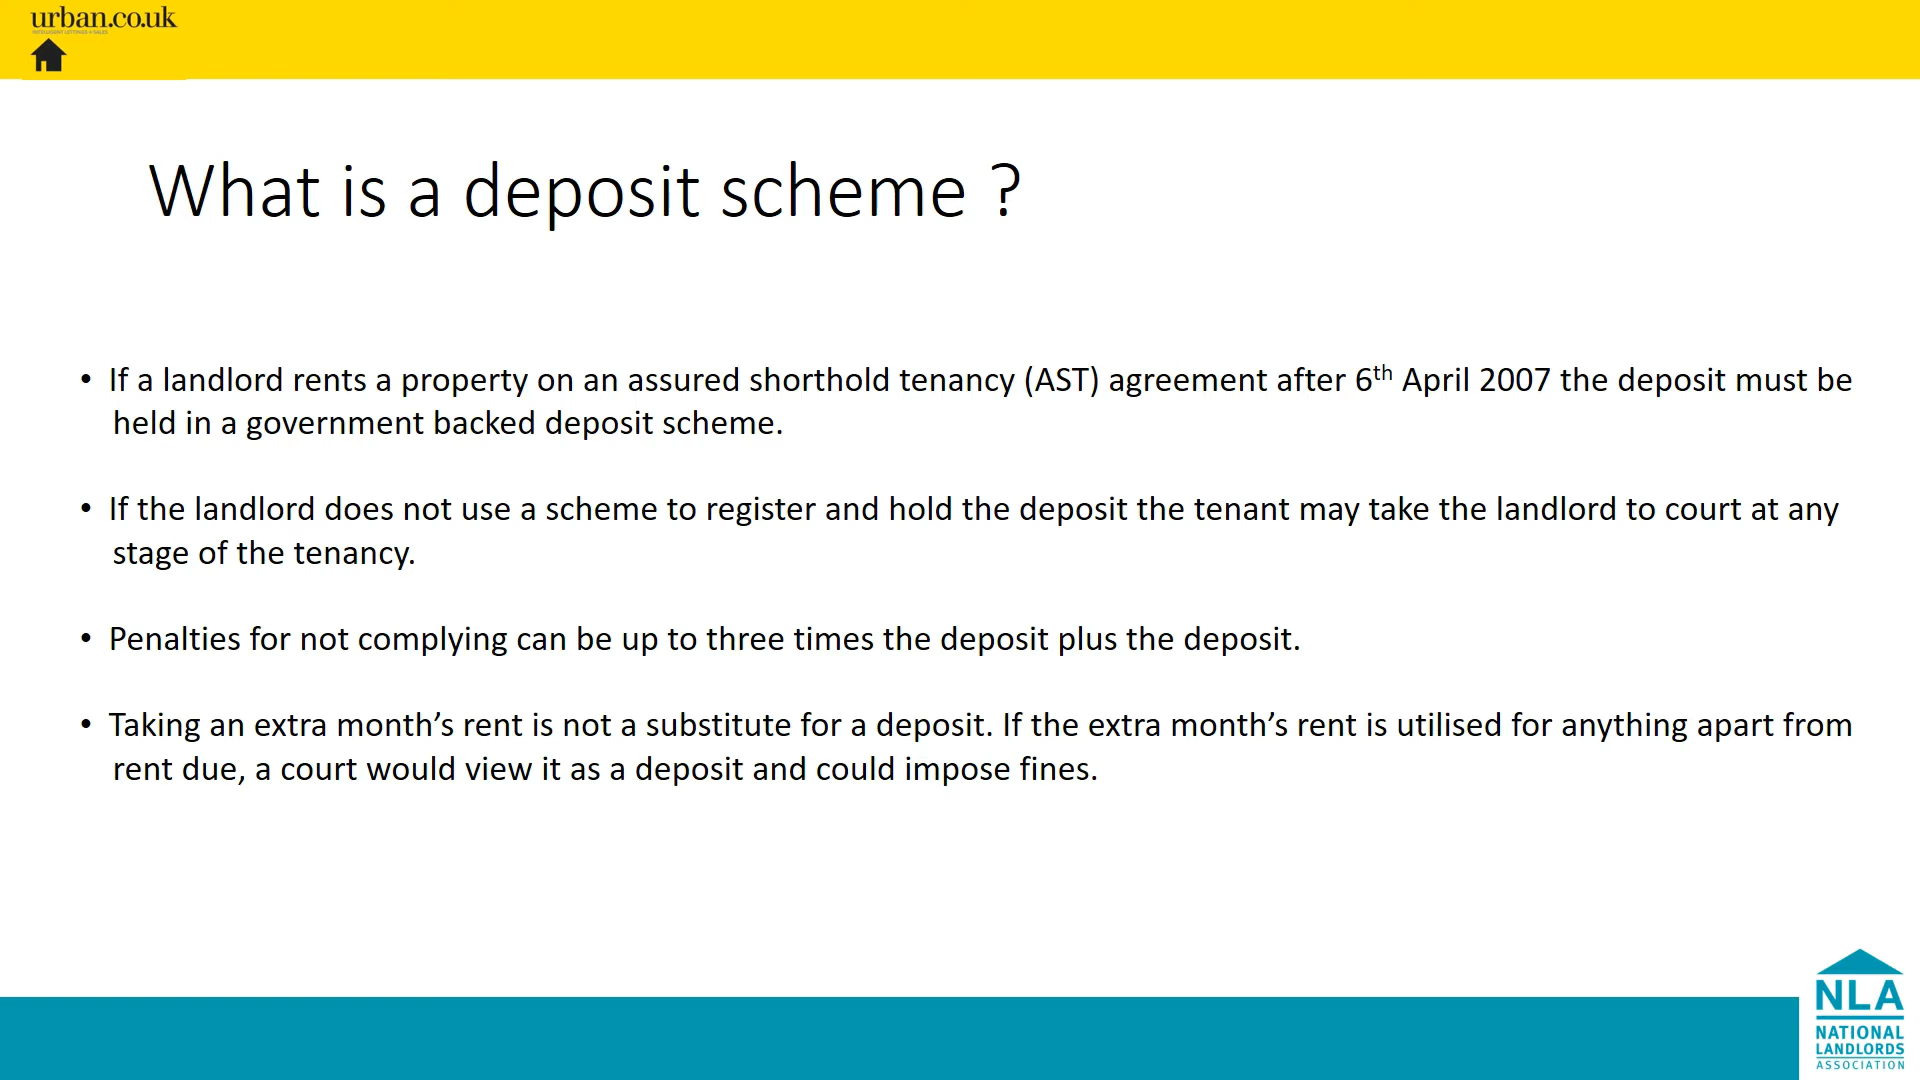 urban.co.uk
INTELLIGENT LETTINGS & SALES
What is a deposit scheme ?
• If a landlord rents a property on an assured shorthold tenancy (AST) agreement after 6th April 2007 the deposit must be
held in a government backed deposit scheme.
• If the landlord does not use a scheme to register and hold the deposit the tenant may take the landlord to court at any
stage of the tenancy.
• Penalties for not complying can be up to three times the deposit plus the deposit.
• Taking an extra month’s rent is not a substitute for a deposit. If the extra month’s rent is utilised for anything apart from
rent due, a court would view it as a deposit and could impose fines.
NLA
NATIONAL
LANDLORDS
ASSOCIATION